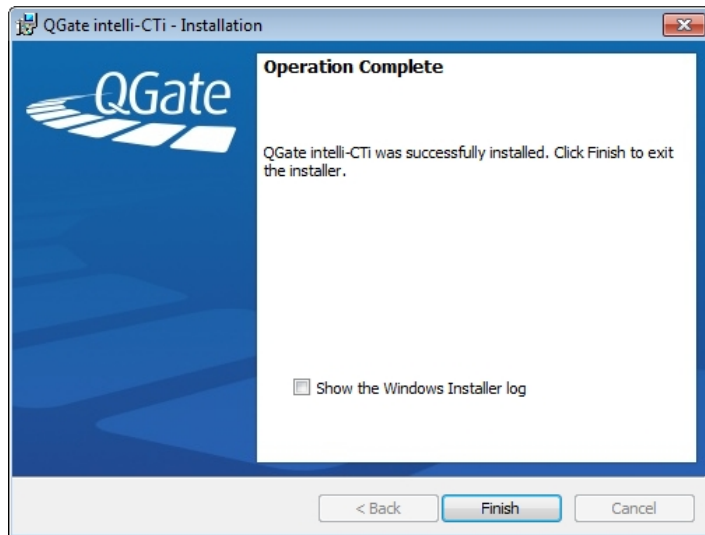 QGate intelli-CTi - Installation
QGate
Operation Complete
QGate intelli-CTi was successfully installed. Click Finish to exit
the installer.
Show the Windows Installer log
< Back
Finish
Cancel